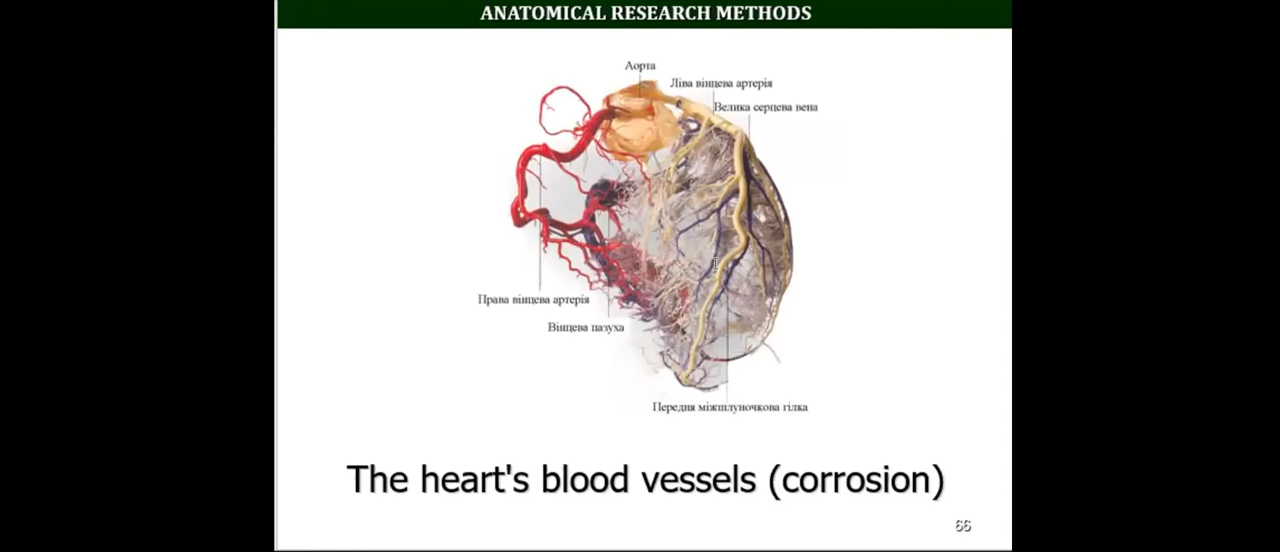 ANATOMICAL RESEARCH METHODS
Аорта
Ліва вінцева артерія
Велика серцева вена
Права вінцева артерія
Вінцева пазуха
Передня міжшлуночкова гілка
The heart's blood vessels (corrosion)
66